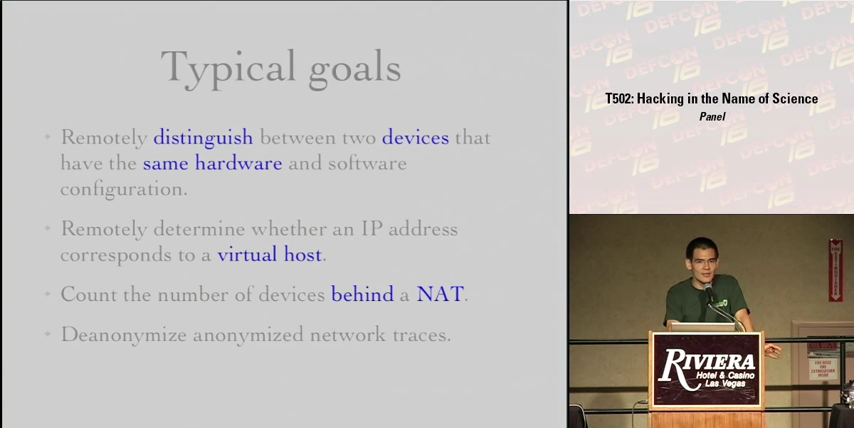 Typical goals
Remotely distinguish between two devices that
have the same hardware and software
configuration.
Remotely determine whether an IP address
corresponds to a virtual host.
Count the number of devices behind a NAT.
Deanonymize anonymized network traces.
T502: Hacking in the Name of Science
Panel
DEFCON
16
RIVIERA
Hotel & Casino
Las Vegas